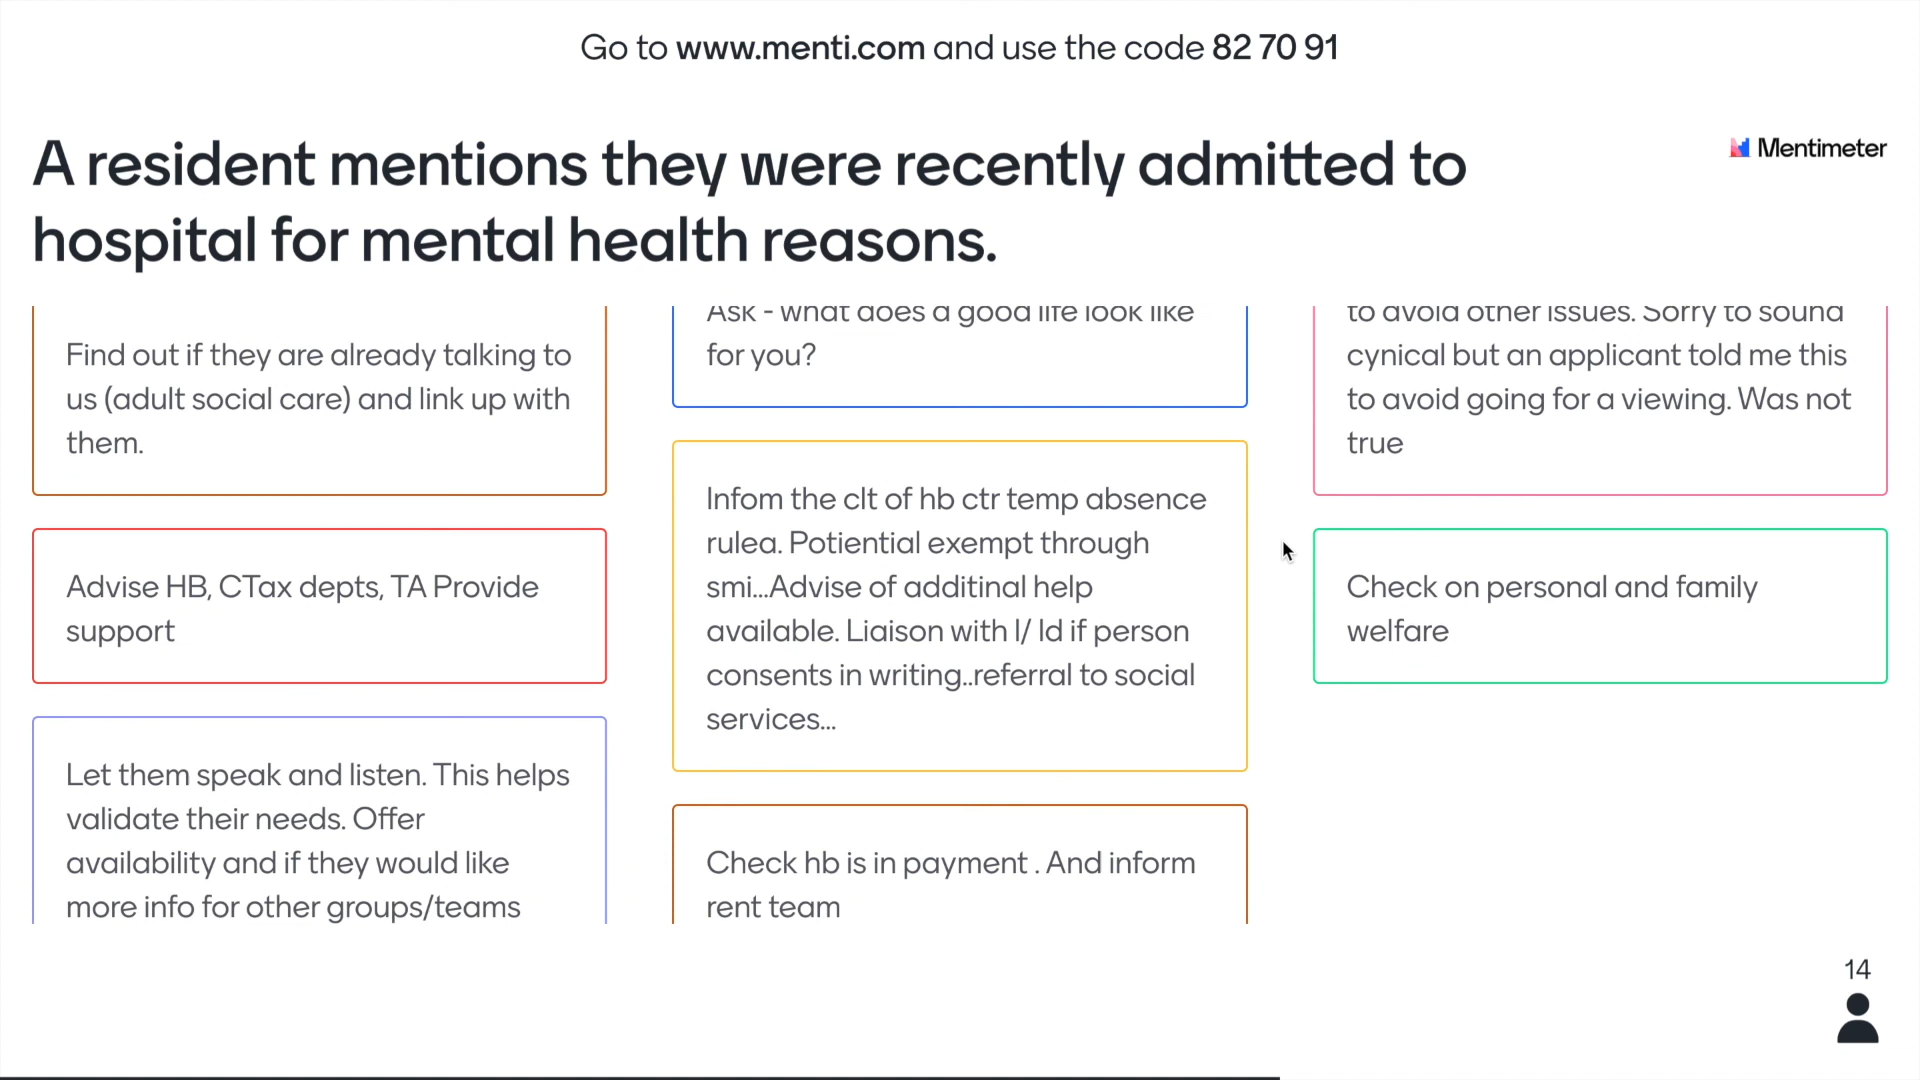 Go to www.menti.com and use the code 82 70 91
A resident mentions they were recently admitted to
hospital for mental health reasons.
Mentimeter
Find out if they are already talking to
us (adult social care) and link up with
them.
Advise HB, CTax depts, TA Provide
support
Let them speak and listen. This helps
validate their needs. Offer
availability and if they would like
more info for other groups/teams
Ask - what does a good life look like
for you?
Infom the clt of hb ctr temp absence
rulea. Potiential exempt through
smi...Advise of additinal help
available. Liaison with l/ ld if person
consents in writing..referral to social
services...
Check hb is in payment . And inform
rent team
to avoid other issues. Sorry to sound
cynical but an applicant told me this
to avoid going for a viewing. Was not
true
Check on personal and family
welfare
14